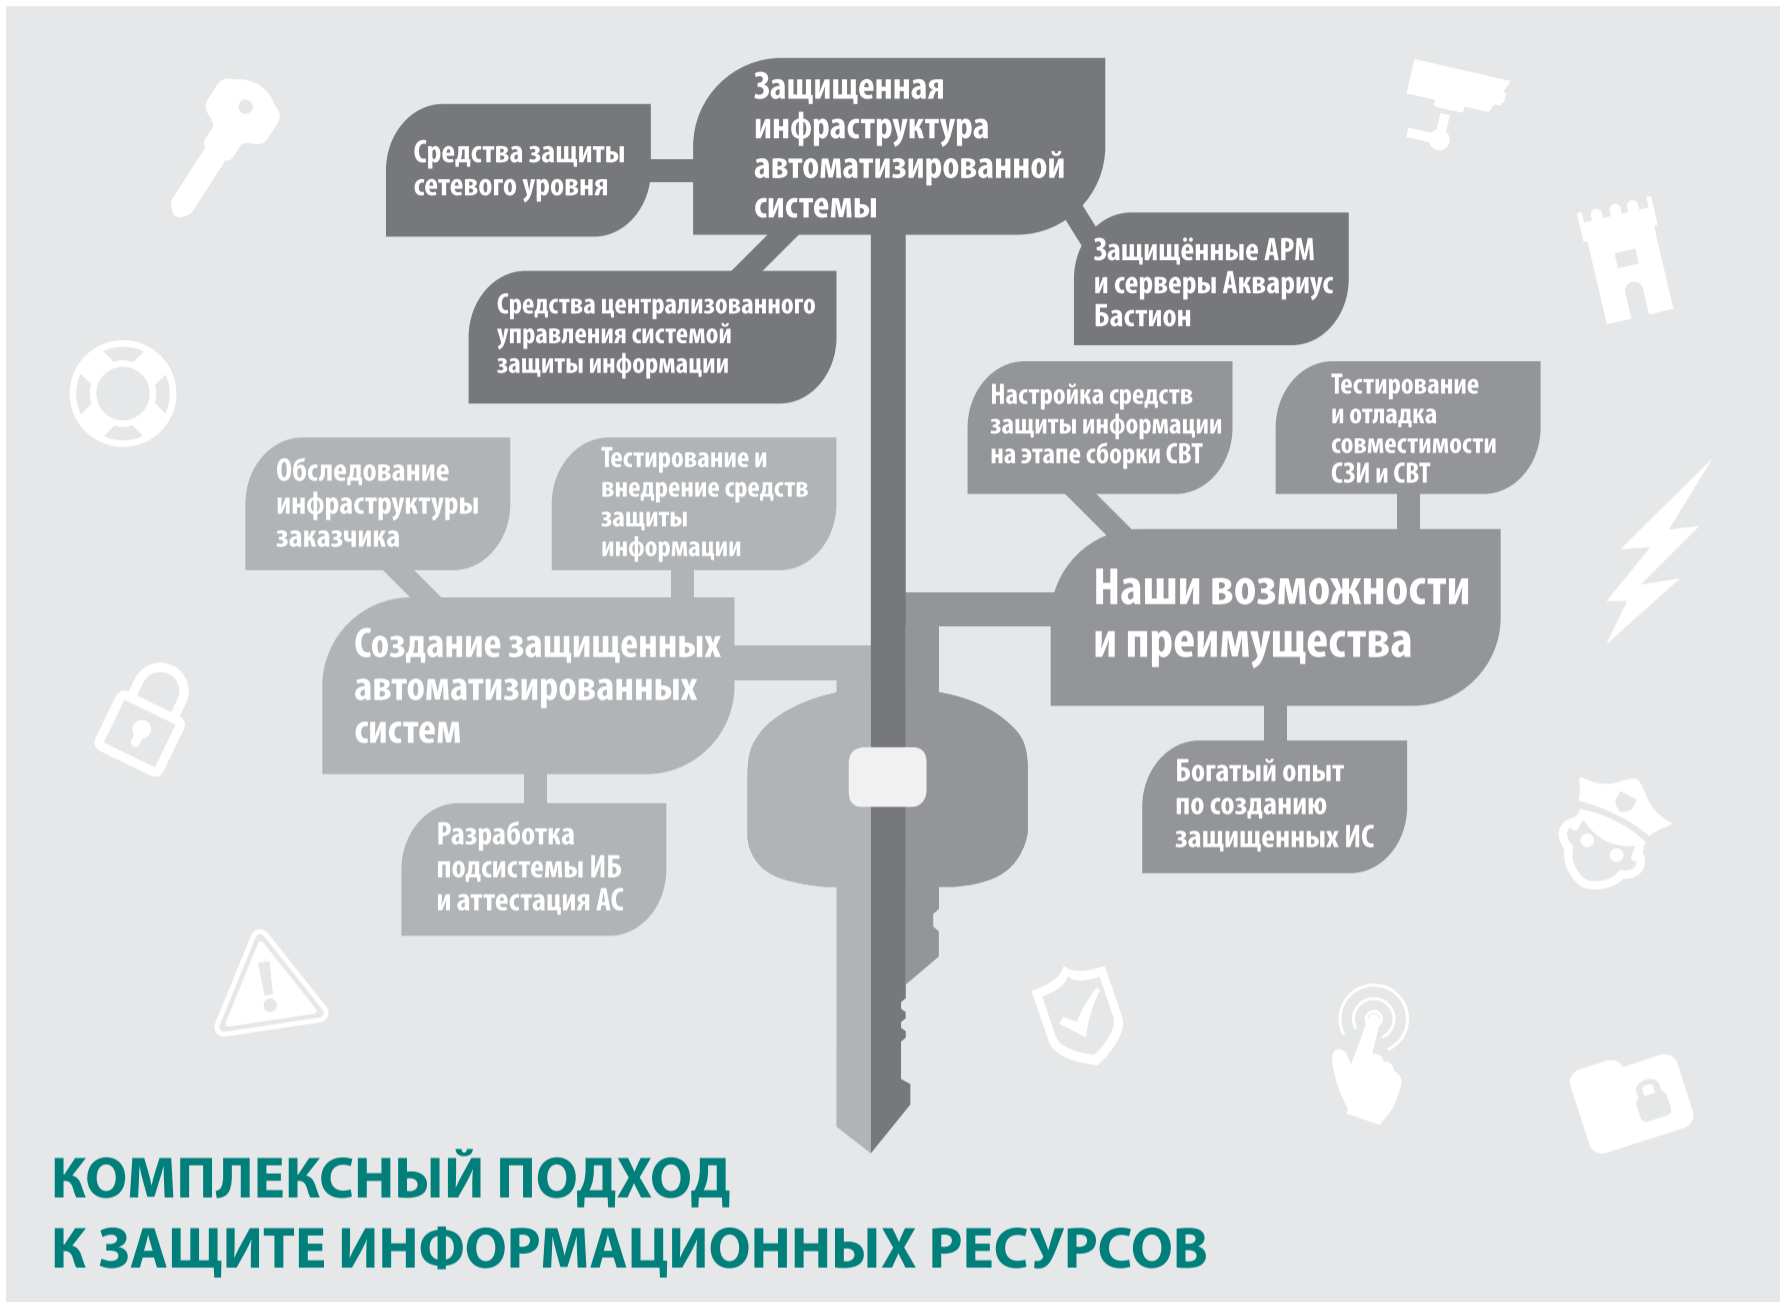 Защищенная
инфраструктура
автоматизированной
системы
Средства защиты
сетевого уровня
Защищённые АРМ
и серверы Аквариус
Бастион
Средства централизованного
управления системой
защиты информации
Настройка средств
защиты информации
на этапе сборки СВТ
Тестирование
и отладка
совместимости
СЗИ и СВТ
Обследование
инфраструктуры
заказчика
Тестирование и
внедрение средств
защиты
информации
Наши возможности
и преимущества
Создание защищенных
автоматизированных
систем
Богатый опыт
по созданию
защищенных ИС
Разработка
подсистемы ИБ
и аттестация АС
КОМПЛЕКСНЫЙ ПОДХОД
К ЗАЩИТЕ ИНФОРМАЦИОННЫХ РЕСУРСОВ